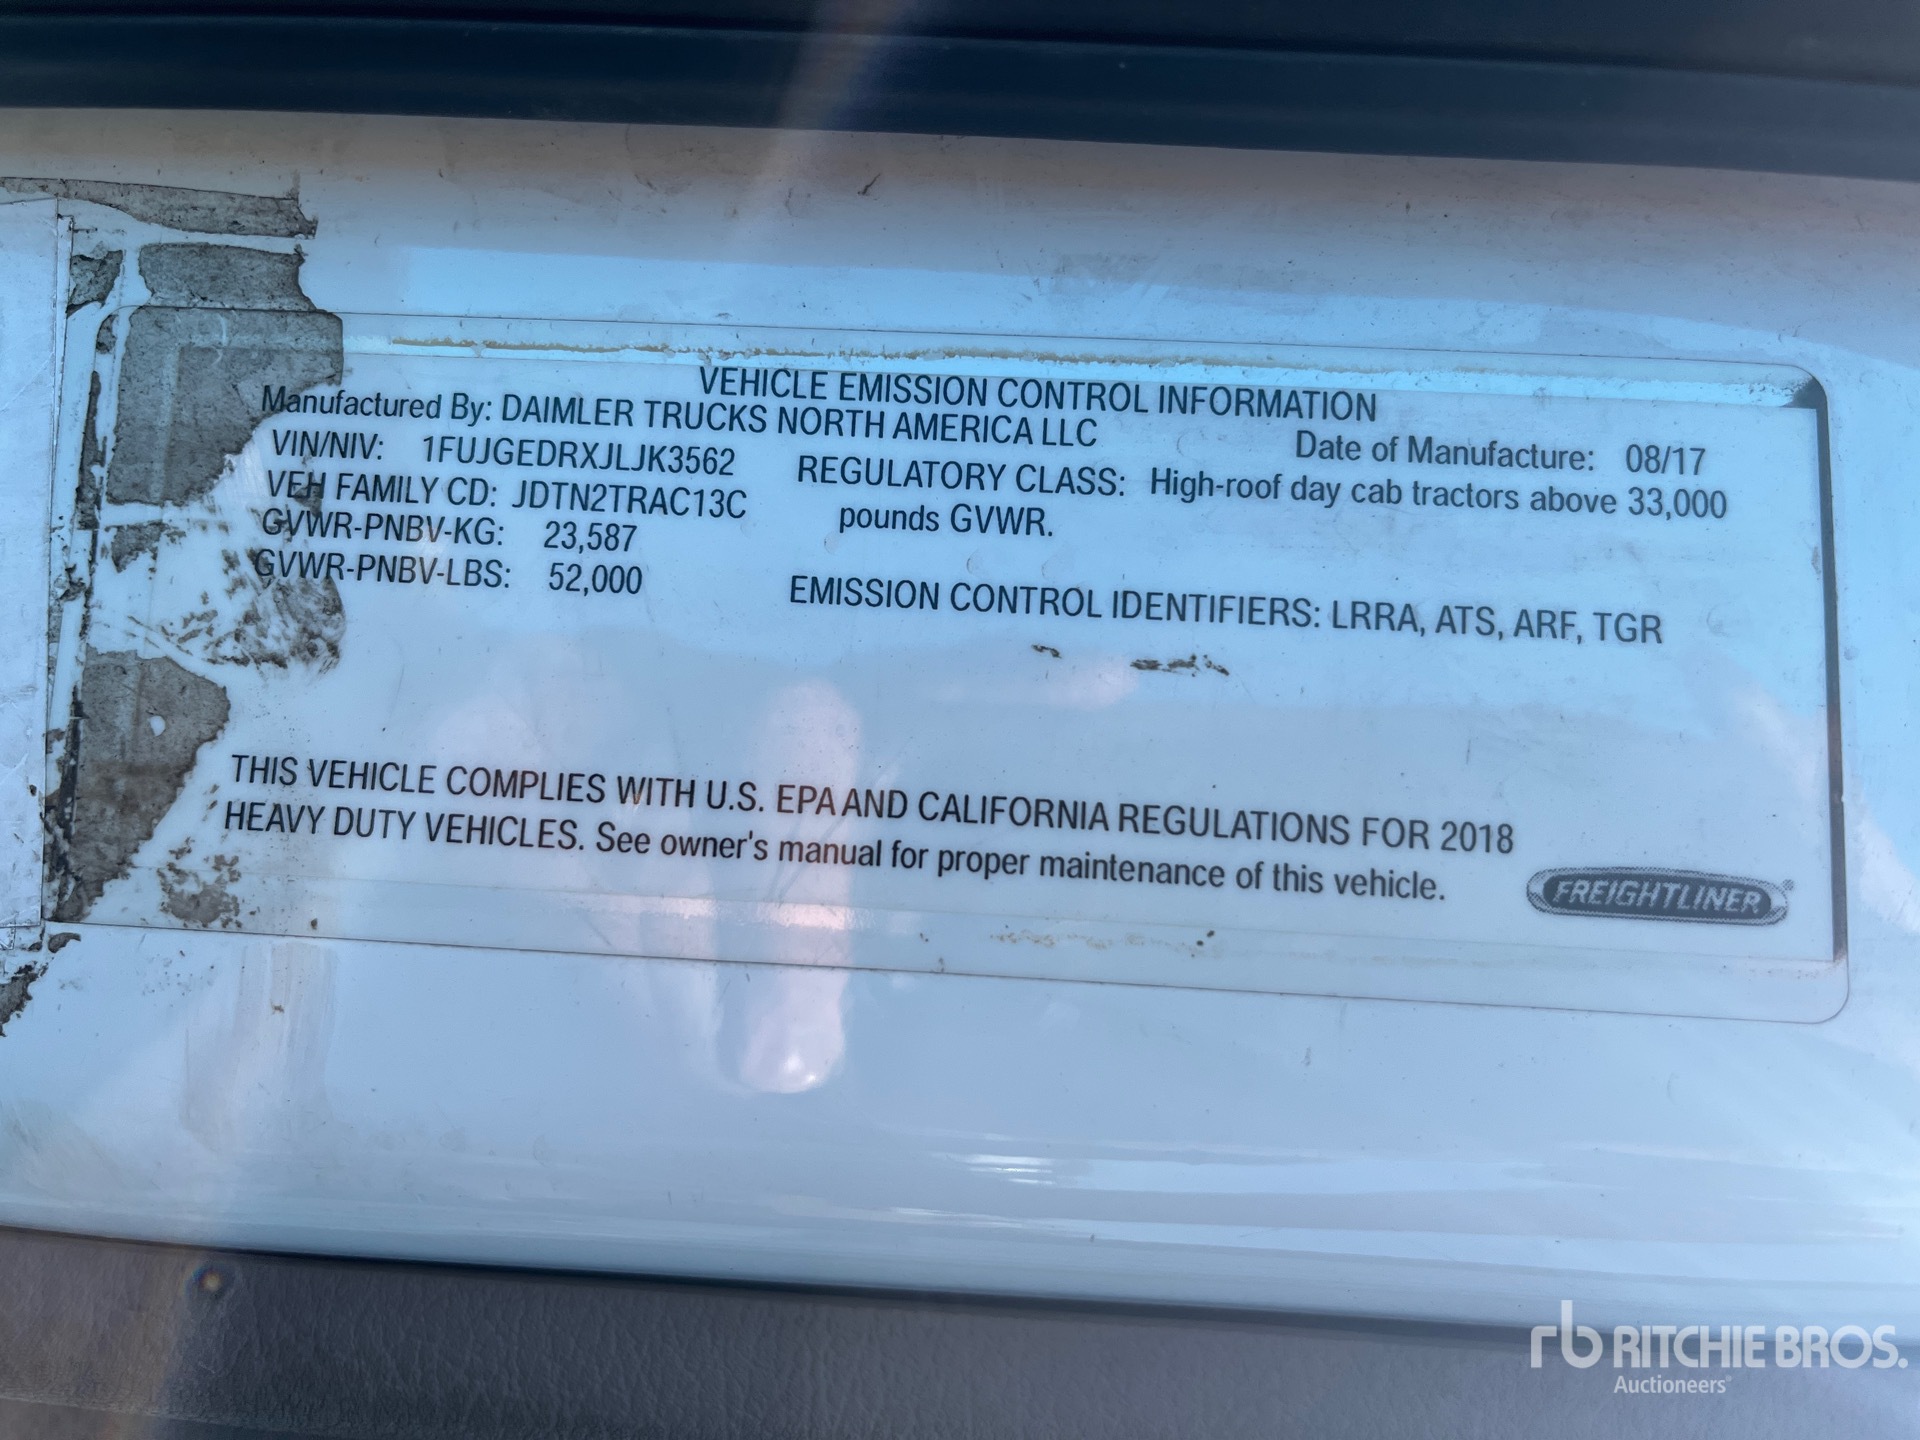 VEHICLE EMISSION CONTROL INFORMATION
Manufactured By: DAIMLER TRUCKS NORTH AMERICA LLC
Date of Manufacture: 08/17
VIN/NIV: 1FUJGEDRXJLJK3562
REGULATORY CLASS: High-roof day cab tractors above 33,000
pounds GVWR.
VEH FAMILY CD: JDTN2TRAC13C
GVWR-PNBV-KG: 23,587
GVWR-PNBV-LBS: 52,000
EMISSION CONTROL IDENTIFIERS: LRRA, ATS, ARF, TGR
THIS VEHICLE COMPLIES WITH U.S. EPA AND CALIFORNIA REGULATIONS FOR 2018
HEAVY DUTY VEHICLES. See owner's manual for proper maintenance of this vehicle.
FREIGHTLINER®
rb RITCHIE BROS.
Auctioneers®